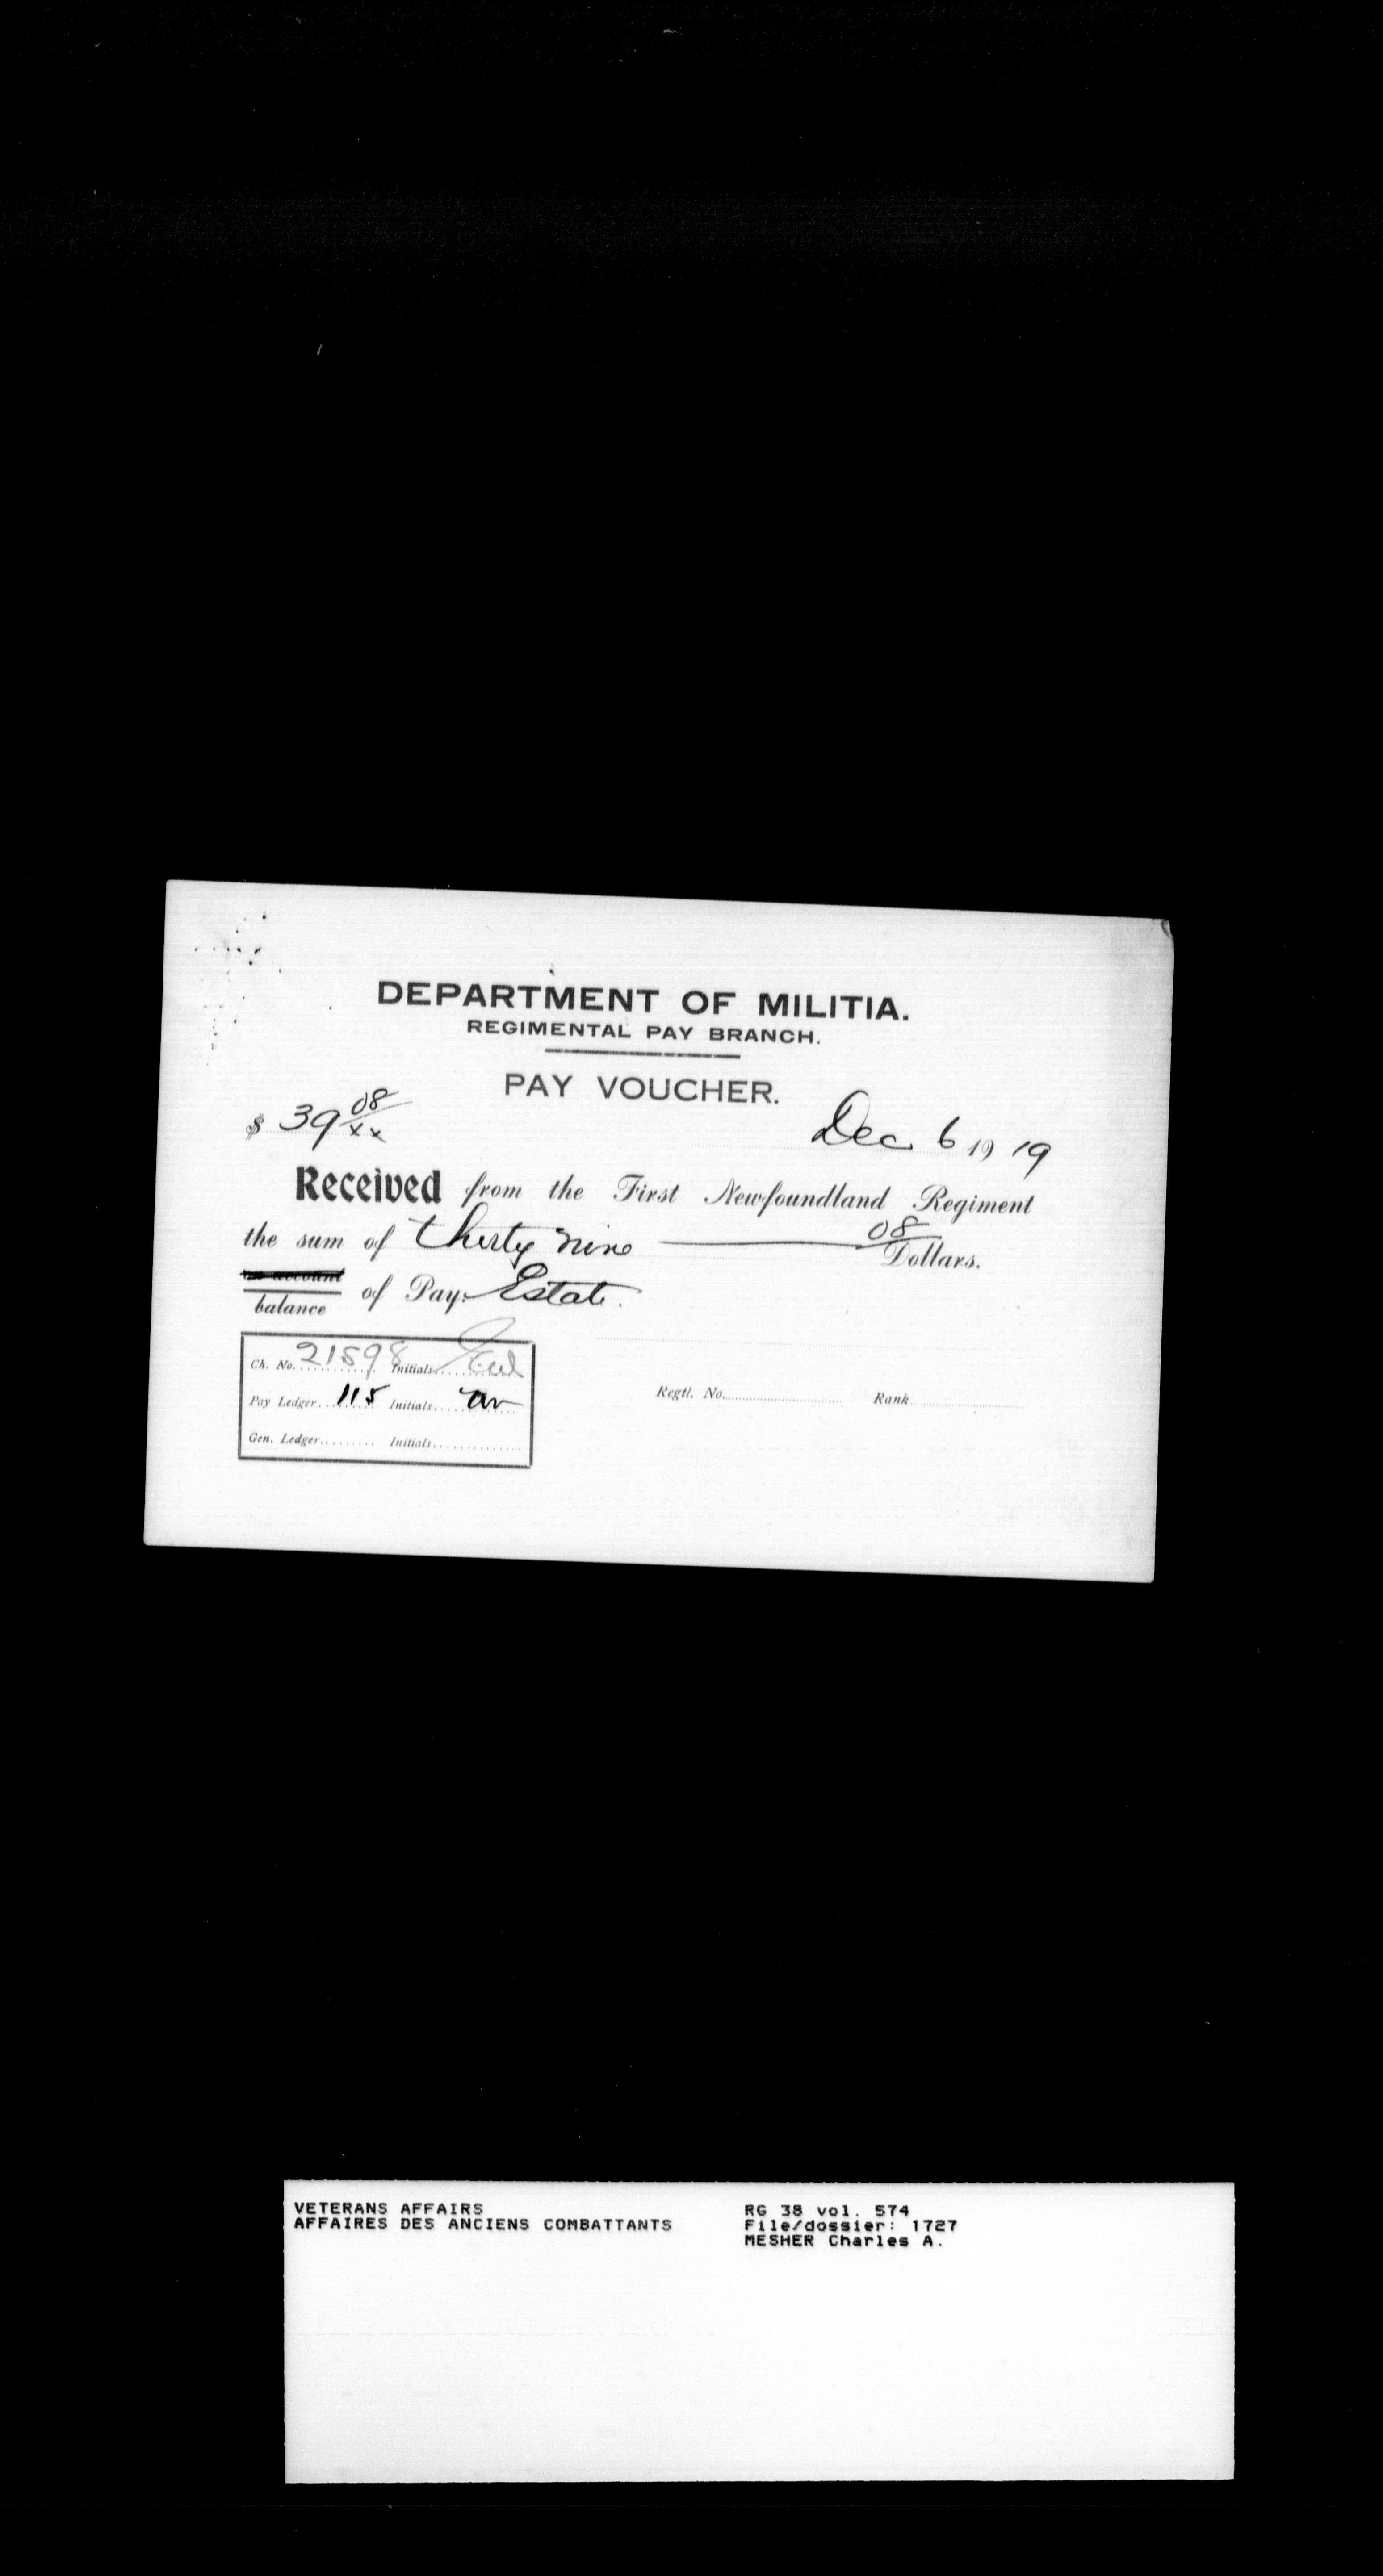 DEPARTMENT OF MILITIA.
REGIMENTAL PAY BRANCH.
PAY VOUCHER.
$ 39 08/xx
Dec 6 1919
Received from the First Newfoundland Regiment
the sum of thirty nine 08 Dollars.
on account
balance of Pay. Estate.
Ch. No. 21598 Initials
Pay Ledger 115 Initials
Gen. Ledger Initials
Regtl. No. Rank
VETERANS AFFAIRS
AFFAIRES DES ANCIENS COMBATTANTS
RG 38 vol. 574
File/dossier: 1727
MESHER Charles A.